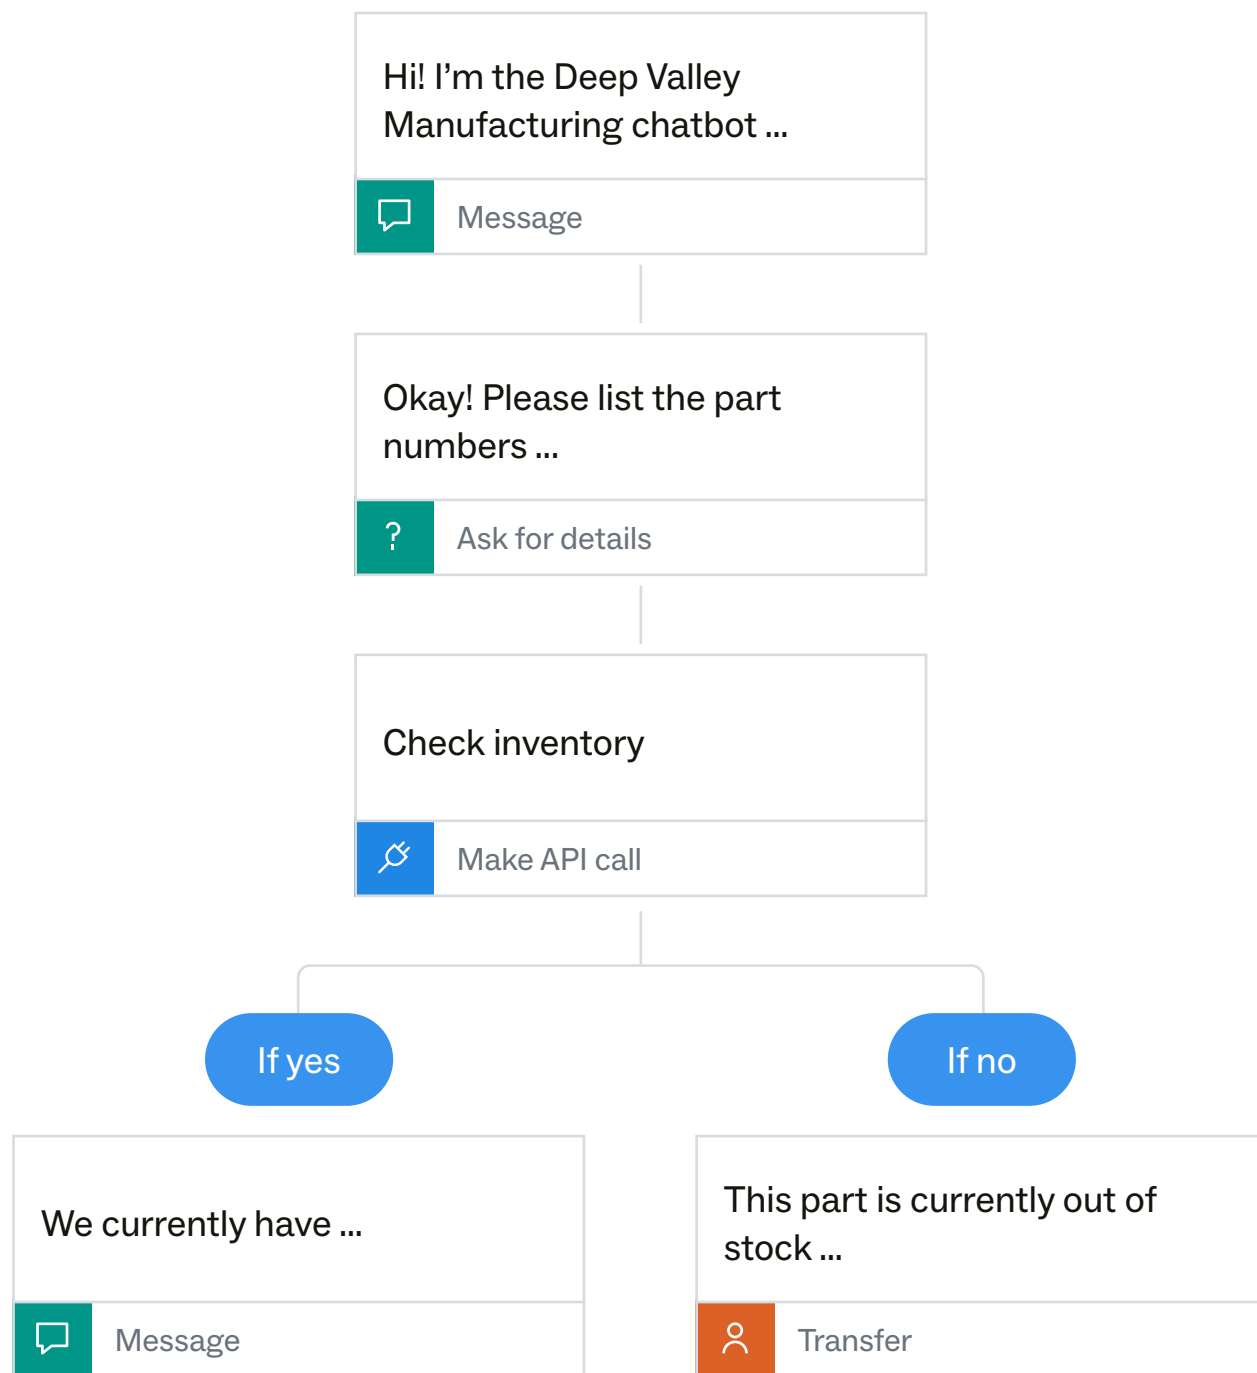 Hi! I’m the Deep Valley
Manufacturing chatbot ...
Message
Okay! Please list the part
numbers ...
?
Ask for details
Check inventory
Make API call
If yes
If no
We currently have ...
Message
This part is currently out of
stock ...
Transfer